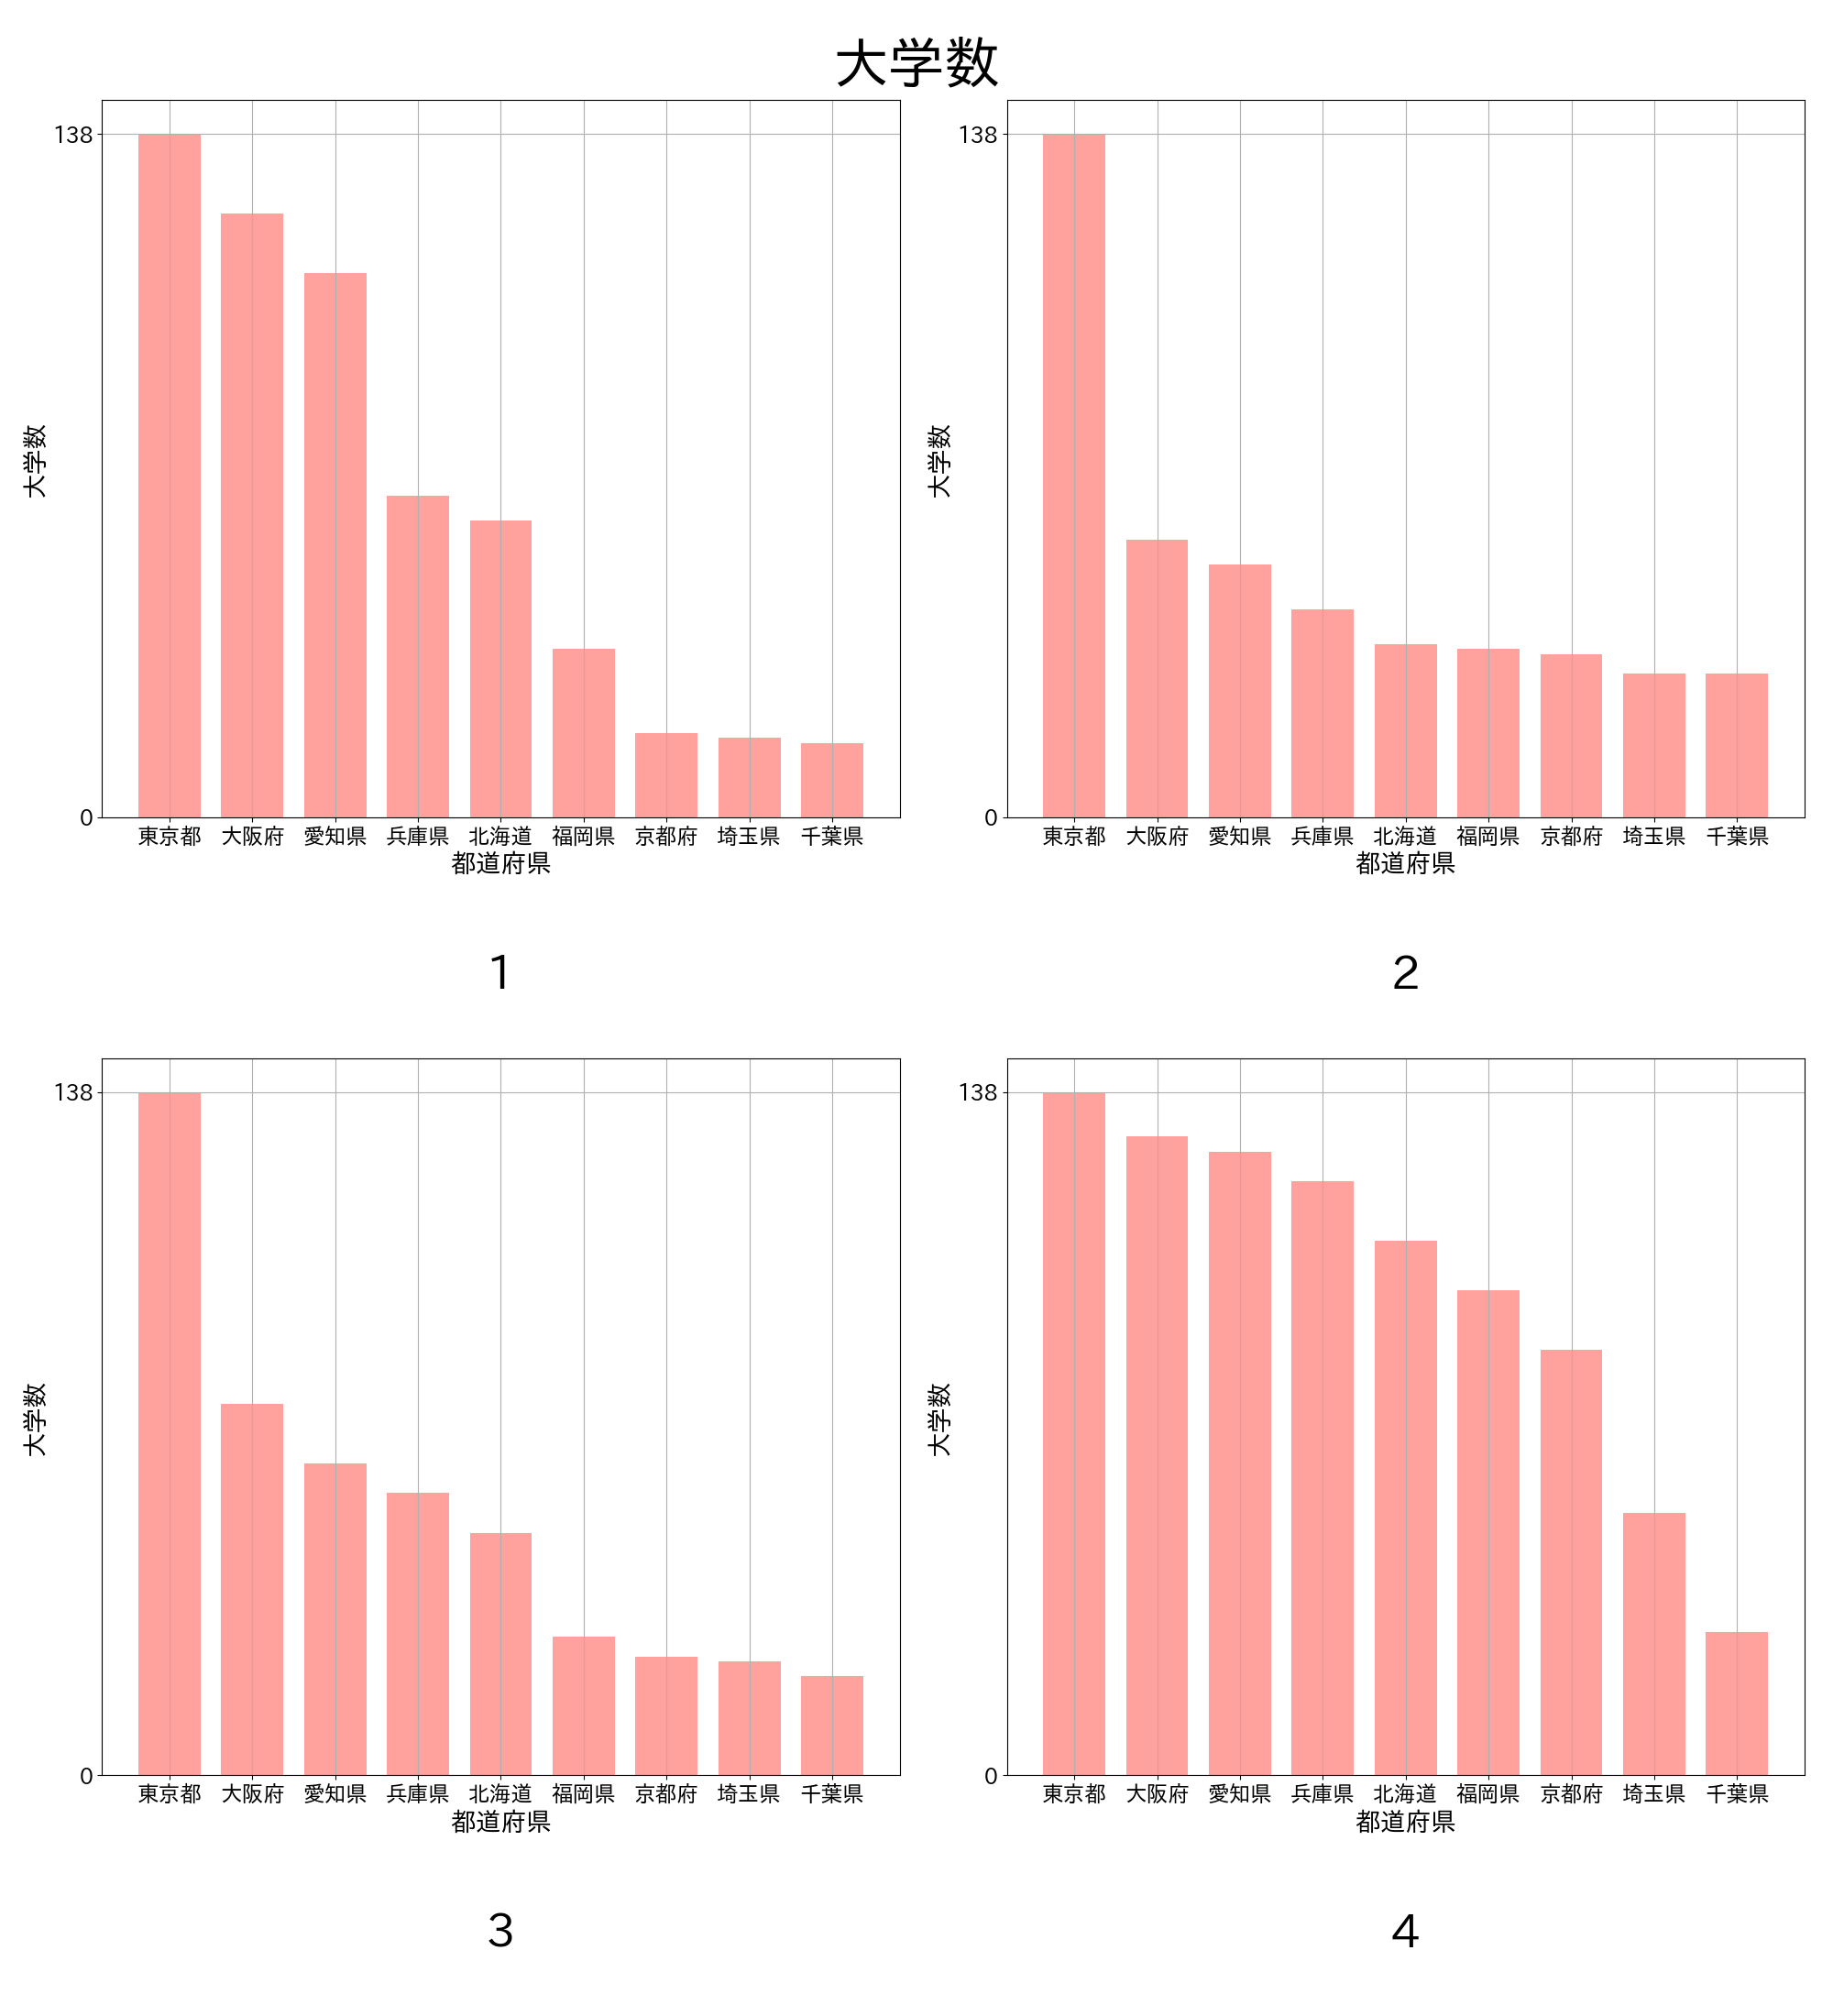 大学数
138
0
大学数
東京都 大阪府 愛知県 兵庫県 北海道 福岡県 京都府 埼玉県 千葉県
都道府県
1
138
0
大学数
東京都 大阪府 愛知県 兵庫県 北海道 福岡県 京都府 埼玉県 千葉県
都道府県
2
138
0
大学数
東京都 大阪府 愛知県 兵庫県 北海道 福岡県 京都府 埼玉県 千葉県
都道府県
3
138
0
大学数
東京都 大阪府 愛知県 兵庫県 北海道 福岡県 京都府 埼玉県 千葉県
都道府県
4